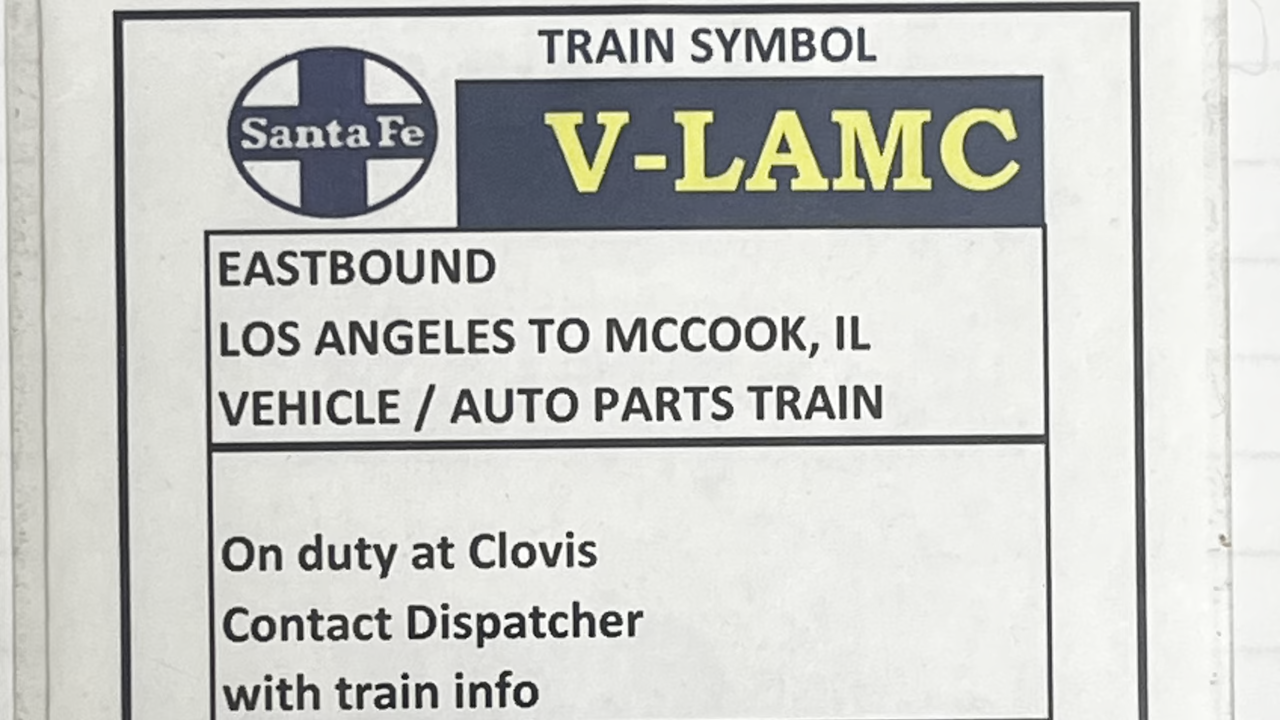 TRAIN SYMBOL
Santa Fe
V-LAMC
EASTBOUND
LOS ANGELES TO MCCOOK, IL
VEHICLE / AUTO PARTS TRAIN
On duty at Clovis
Contact Dispatcher
with train info